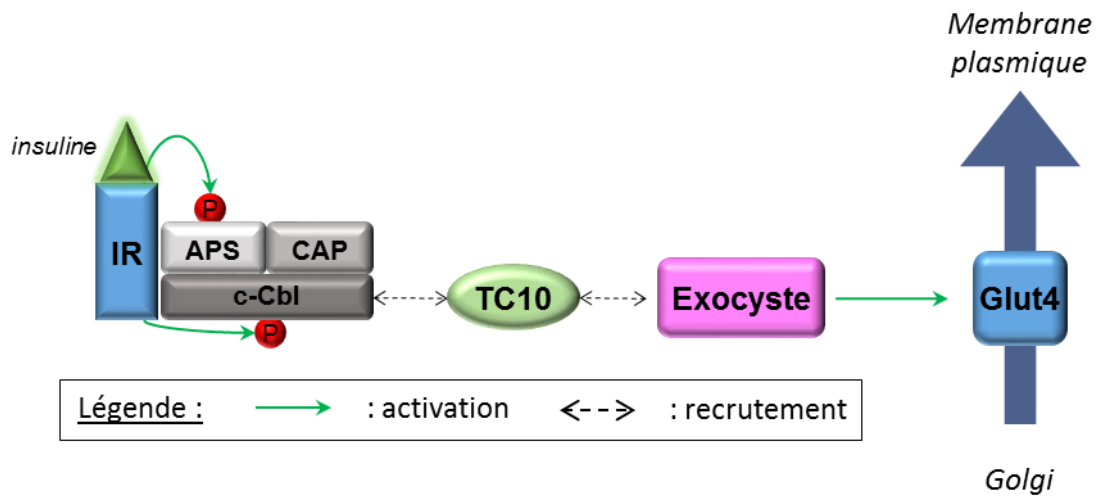 Membrane
plasmique
insuline
P
IR
APS
CAP
c-Cbl
P
TC10
Exocyste
Glut4
Légende : : activation : recrutement
Golgi